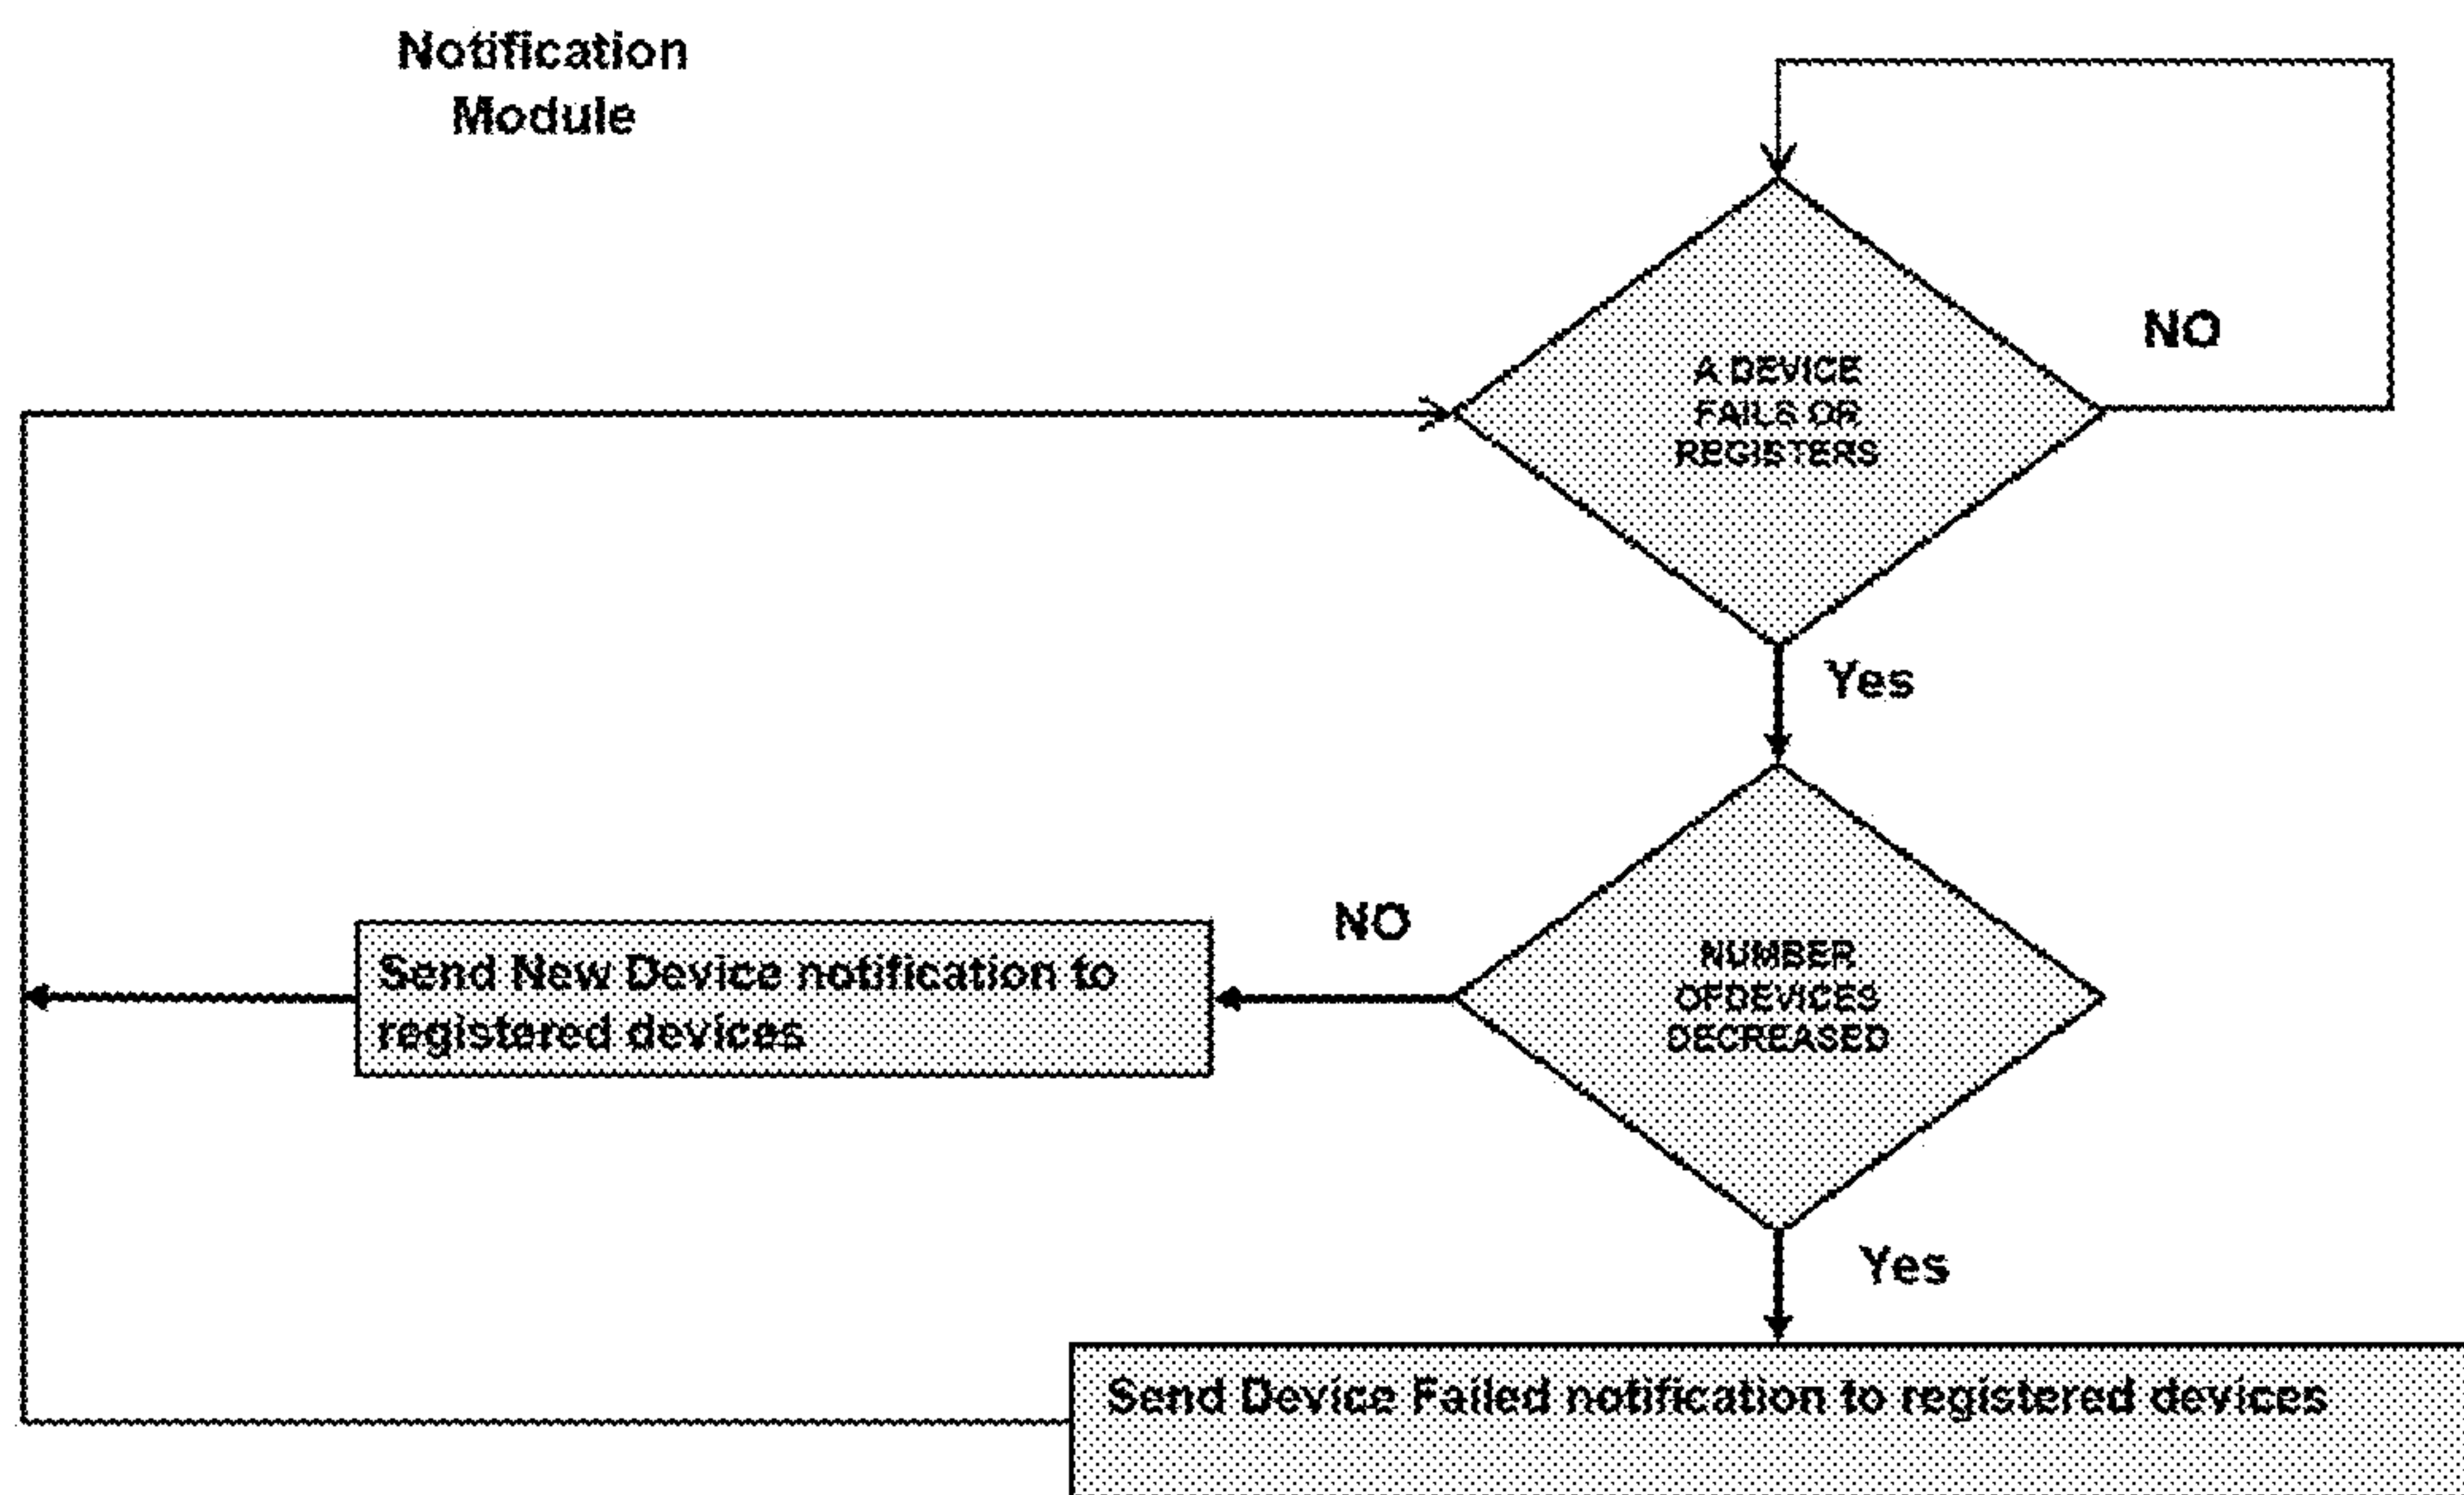 Notification
Module
A DEVICE
FAILS OR
REGISTERS
NO
Yes
NUMBER
OFDEVICES
DECREASED
NO
Send New Device notification to
registered devices
Yes
Send Device Failed notification to registered devices